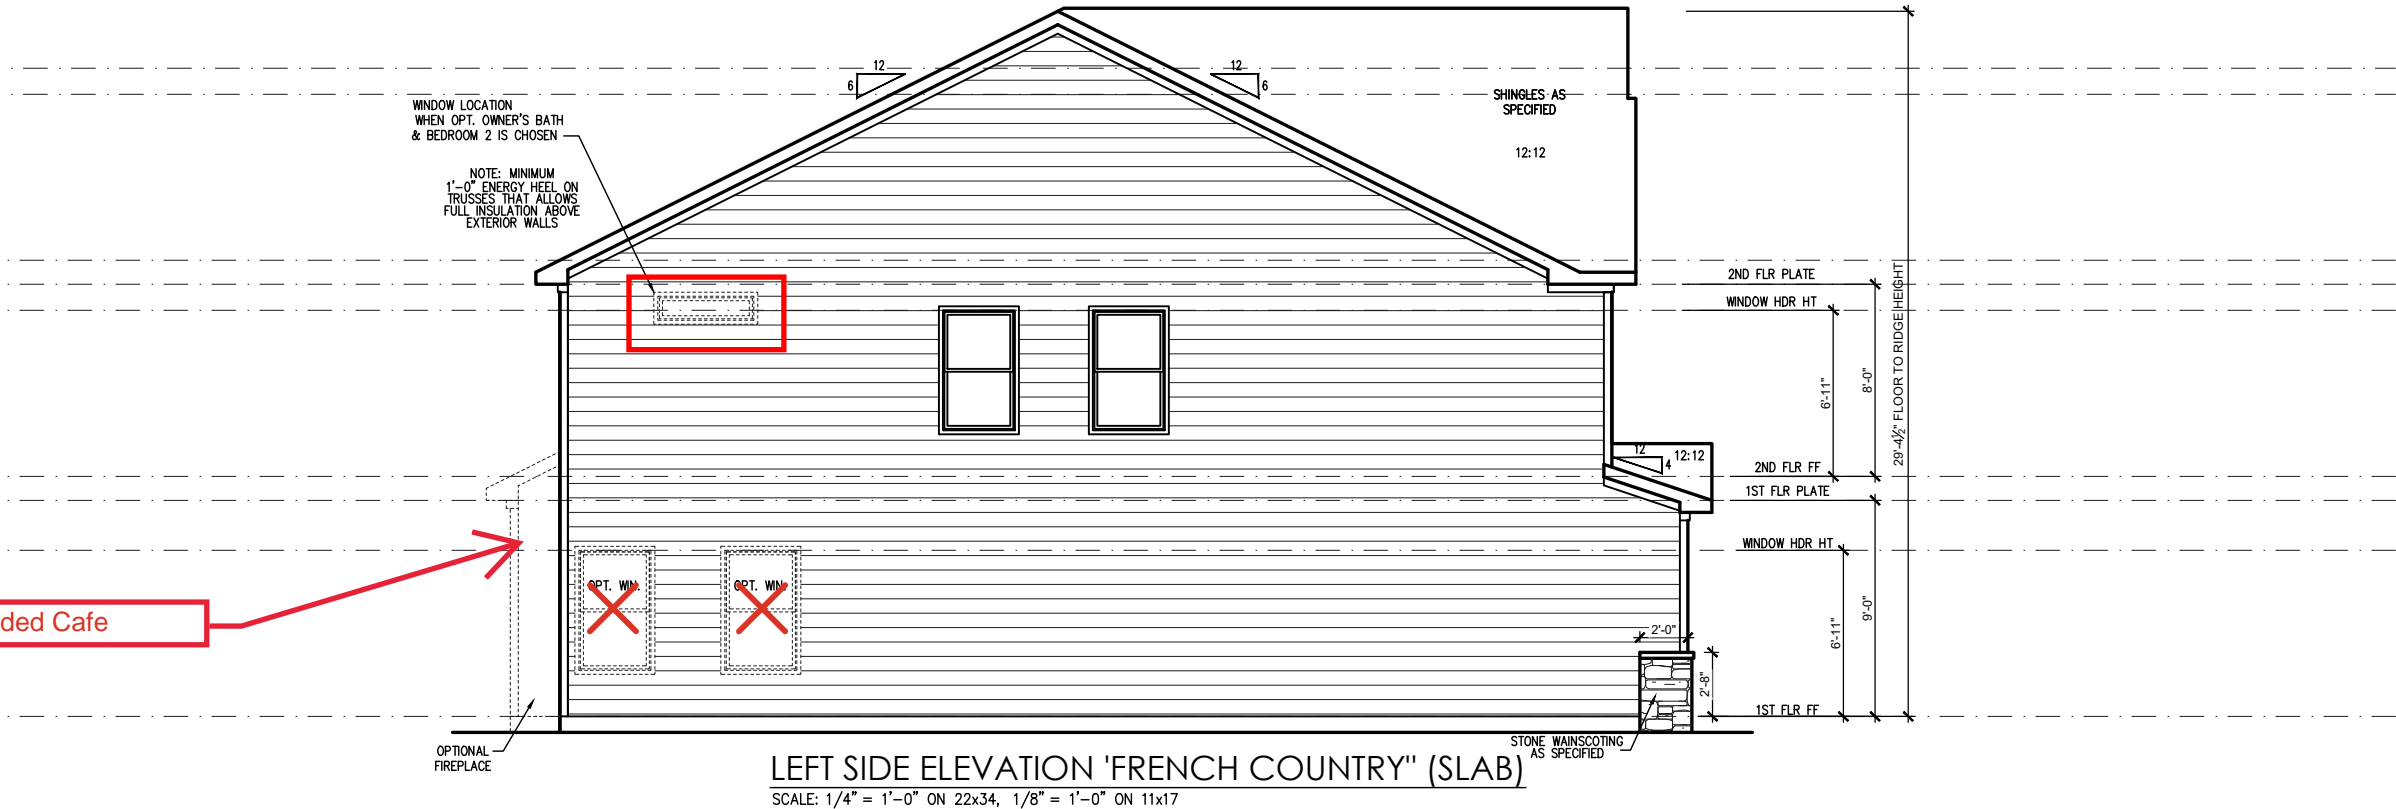 12
6
12
6
WINDOW LOCATION
WHEN OPT. OWNER'S BATH
& BEDROOM 2 IS CHOSEN
NOTE: MINIMUM
1'-0" ENERGY HEEL ON
TRUSSES THAT ALLOWS
FULL INSULATION ABOVE
EXTERIOR WALLS
SHINGLES AS
SPECIFIED
12:12
2ND FLR PLATE
WINDOW HDR HT
6'-11"
8'-0"
29'-4½" FLOOR TO RIDGE HEIGHT
12
4
12:12
2ND FLR FF
1ST FLR PLATE
WINDOW HDR HT
OPT. WIN.
OPT. WIN.
ded Cafe
2'-0"
2'-8"
6'-11"
9'-0"
1ST FLR FF
OPTIONAL
FIREPLACE
STONE WAINSCOTING
AS SPECIFIED
LEFT SIDE ELEVATION 'FRENCH COUNTRY" (SLAB)
SCALE: 1/4" = 1'-0" ON 22x34, 1/8" = 1'-0" ON 11x17